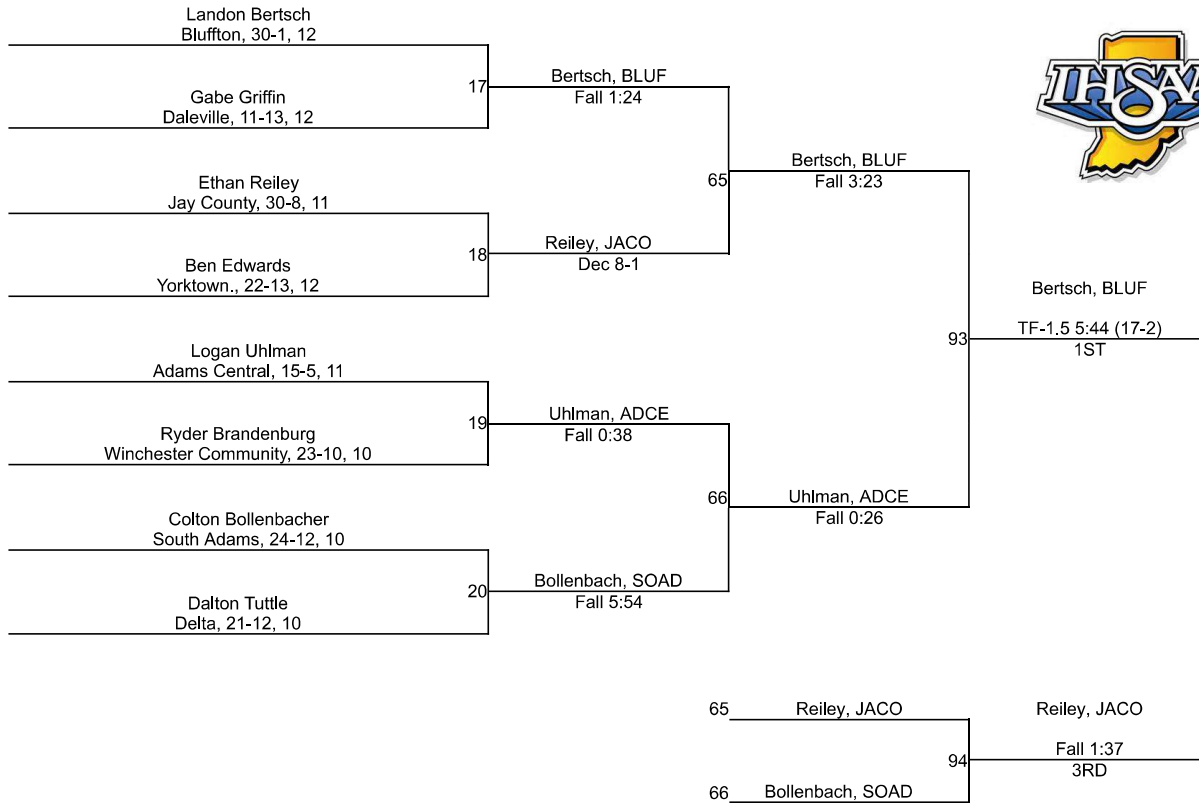 Landon Bertsch
Bluffton, 30-1, 12
17
Bertsch, BLUF
Fall 1:24
Gabe Griffin
Daleville, 11-13, 12
IHSAA
65
Bertsch, BLUF
Fall 3:23
Ethan Reiley
Jay County, 30-8, 11
18
Reiley, JACO
Dec 8-1
Ben Edwards
Yorktown., 22-13, 12
93
Bertsch, BLUF
TF-1.5 5:44 (17-2)
1ST
Logan Uhlman
Adams Central, 15-5, 11
19
Uhlman, ADCE
Fall 0:38
Ryder Brandenburg
Winchester Community, 23-10, 10
66
Uhlman, ADCE
Fall 0:26
Colton Bollenbacher
South Adams, 24-12, 10
20
Bollenbach, SOAD
Fall 5:54
Dalton Tuttle
Delta, 21-12, 10
65
Reiley, JACO
94
Reiley, JACO
Fall 1:37
3RD
66
Bollenbach, SOAD